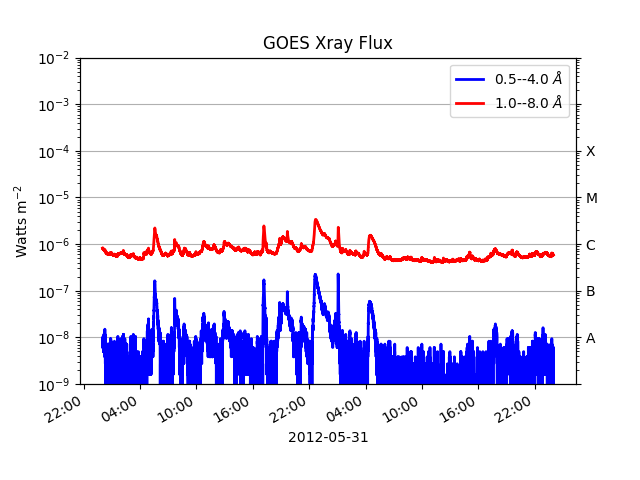 GOES Xray Flux
10⁻²
10⁻³
10⁻⁴
10⁻⁵
10⁻⁶
10⁻⁷
10⁻⁸
10⁻⁹
Watts m⁻²
0.5--4.0 Å
1.0--8.0 Å
X
M
C
B
A
22:00 04:00 10:00 16:00 22:00 04:00 10:00 16:00 22:00
2012-05-31